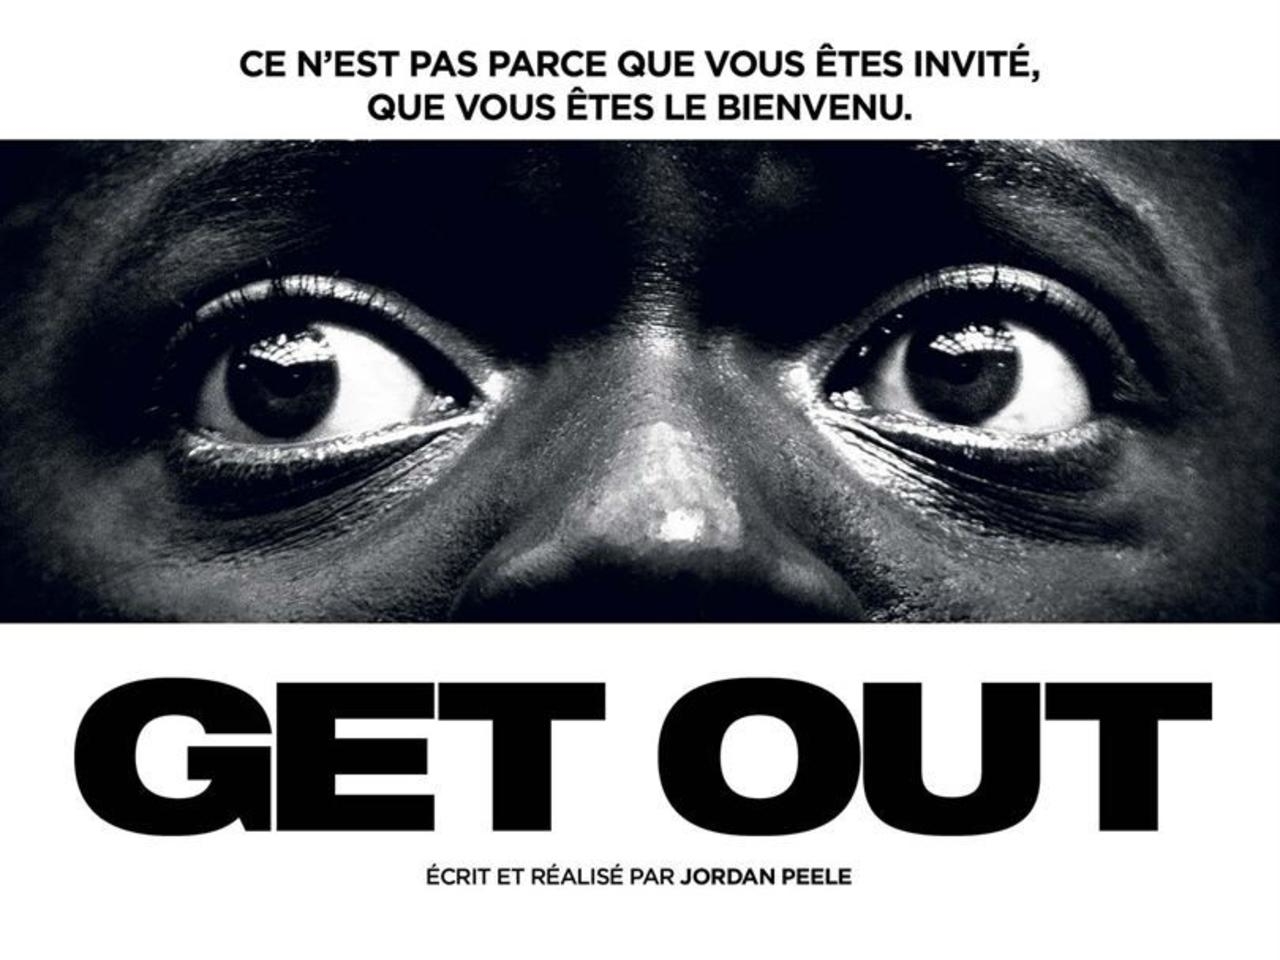 CE N'EST PAS PARCE QUE VOUS ÊTES INVITÉ,
QUE VOUS ÊTES LE BIENVENU.
GET OUT
ÉCRIT ET RÉALISÉ PAR JORDAN PEELE